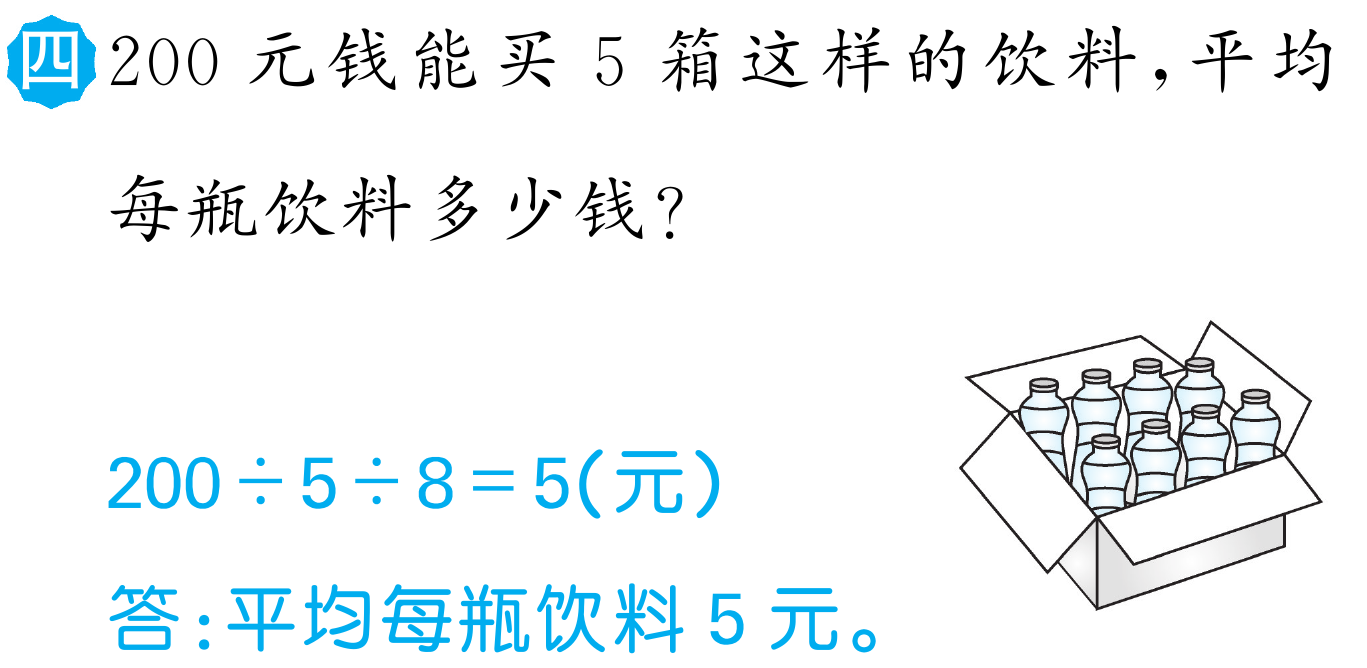 四 200 元钱能买 5 箱这样的饮料,平均
每瓶饮料多少钱?
200÷5÷8=5(元)
答:平均每瓶饮料 5 元。